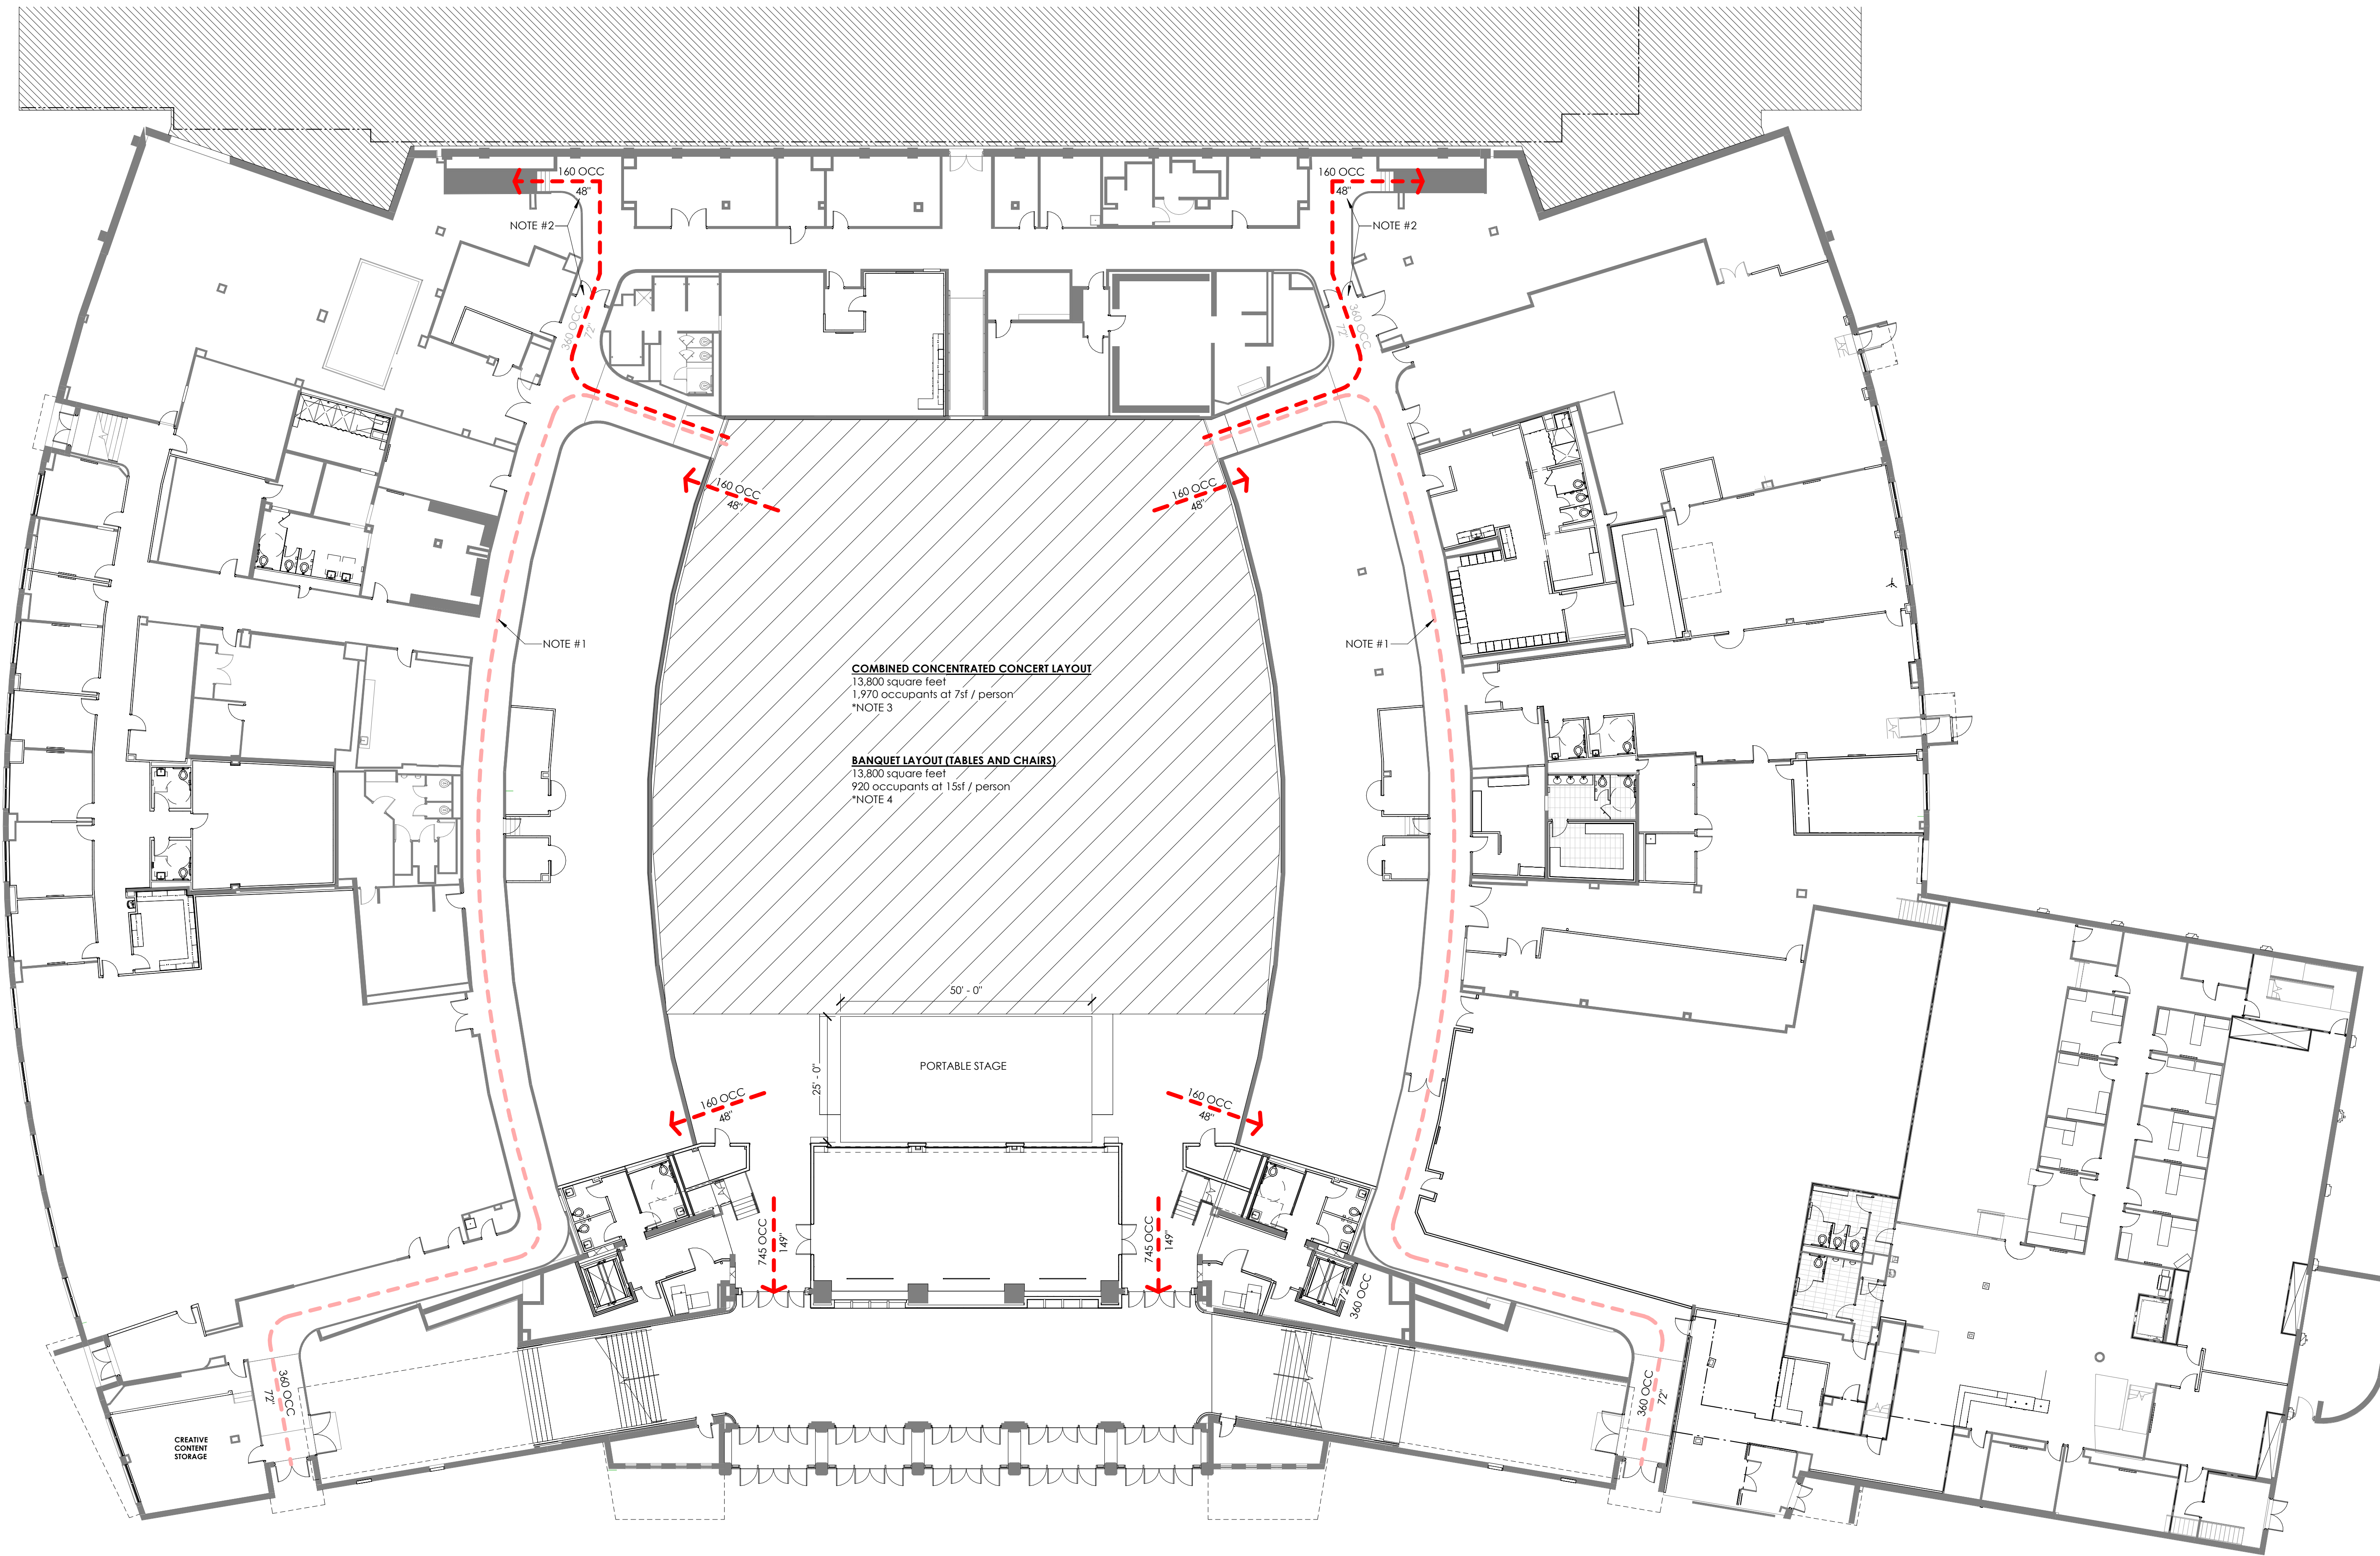 160 OCC
48"
160 OCC
48"
NOTE #2
NOTE #2
360 OCC
72"
360 OCC
72"
160 OCC
48"
160 OCC
48"
NOTE #1
NOTE #1
COMBINED CONCENTRATED CONCERT LAYOUT
13,800 square feet
1,970 occupants at 7sf / person
*NOTE 3
BANQUET LAYOUT (TABLES AND CHAIRS)
13,800 square feet
920 occupants at 15sf / person
*NOTE 4
50' - 0"
25' - 0"
PORTABLE STAGE
160 OCC
48"
160 OCC
48"
745 OCC
149"
745 OCC
149"
72"
360 OCC
360 OCC
72"
360 OCC
72"
CREATIVE
CONTENT
STORAGE